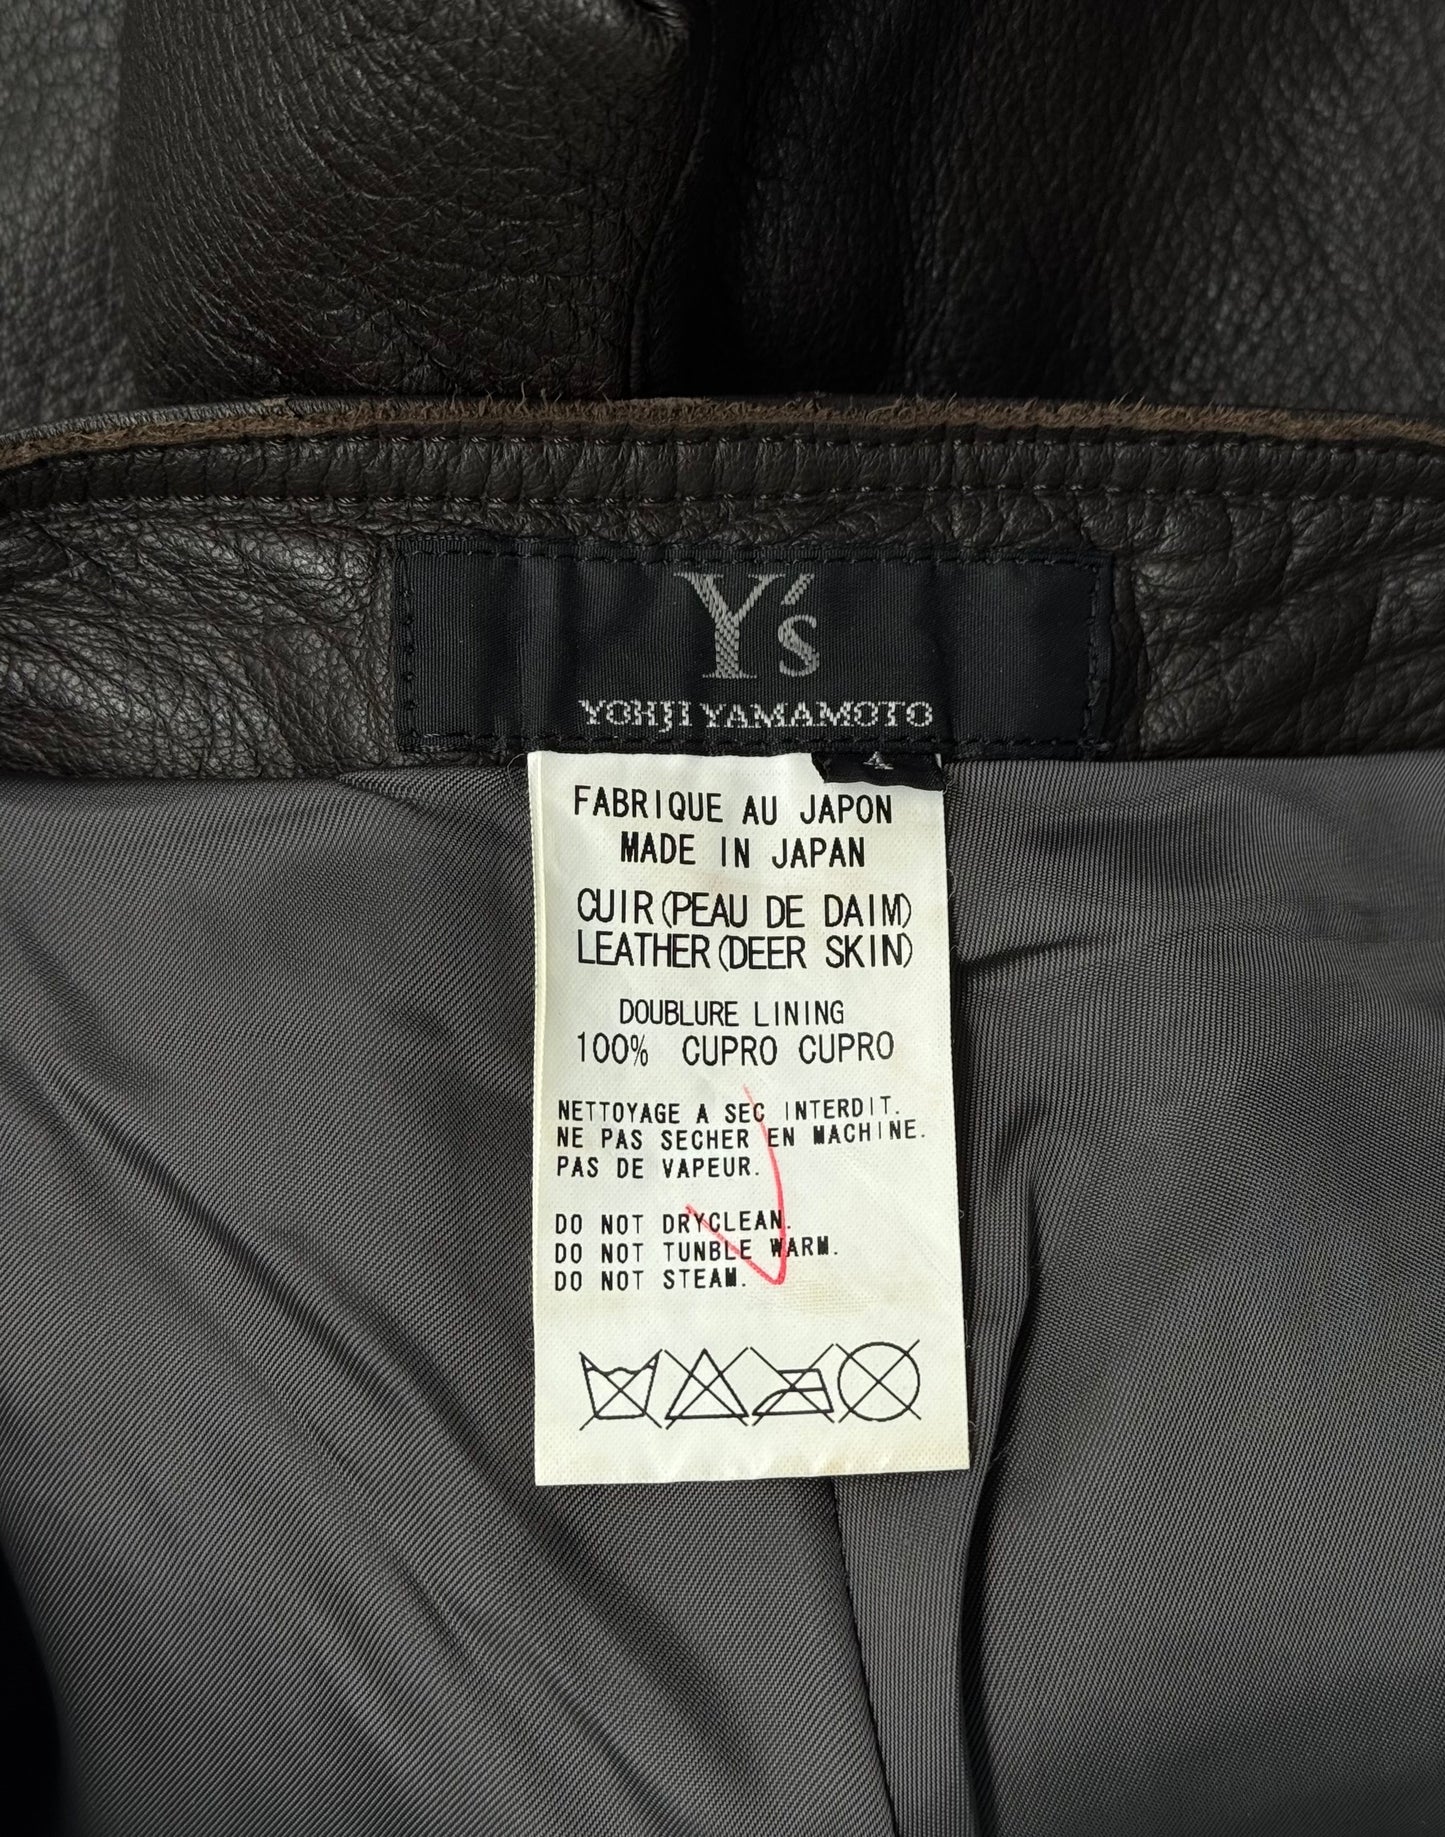 Y's
YOHJI YAMAMOTO
4
FABRIQUE AU JAPON
MADE IN JAPAN
CUIR(PEAU DE DAIM)
LEATHER(DEER SKIN)
DOUBLURE LINING
100% CUPRO CUPRO
NETTOYAGE A SEC INTERDIT.
NE PAS SECHER EN MACHINE.
PAS DE VAPEUR.
DO NOT DRYCLEAN.
DO NOT TUNBLE WARM.
DO NOT STEAM.